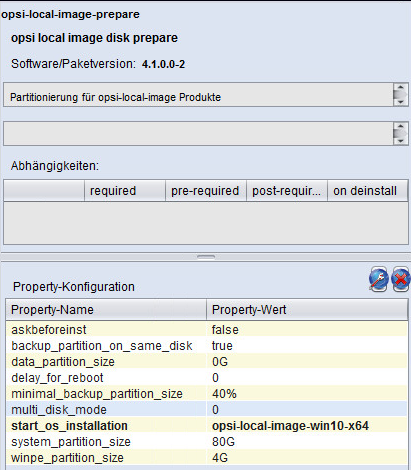 opsi-local-image-prepare
opsi local image disk prepare
Software/Paketversion: 4.1.0.0-2
Partitionierung für opsi-local-image Produkte
Abhängigkeiten:
required pre-required post-requir... on deinstall
Property-Konfiguration
Property-Name Property-Wert
askbeforeinst false
backup_partition_on_same_disk true
data_partition_size 0G
delay_for_reboot 0
minimal_backup_partition_size 40%
multi_disk_mode 0
start_os_installation opsi-local-image-win10-x64
system_partition_size 80G
winpe_partition_size 4G